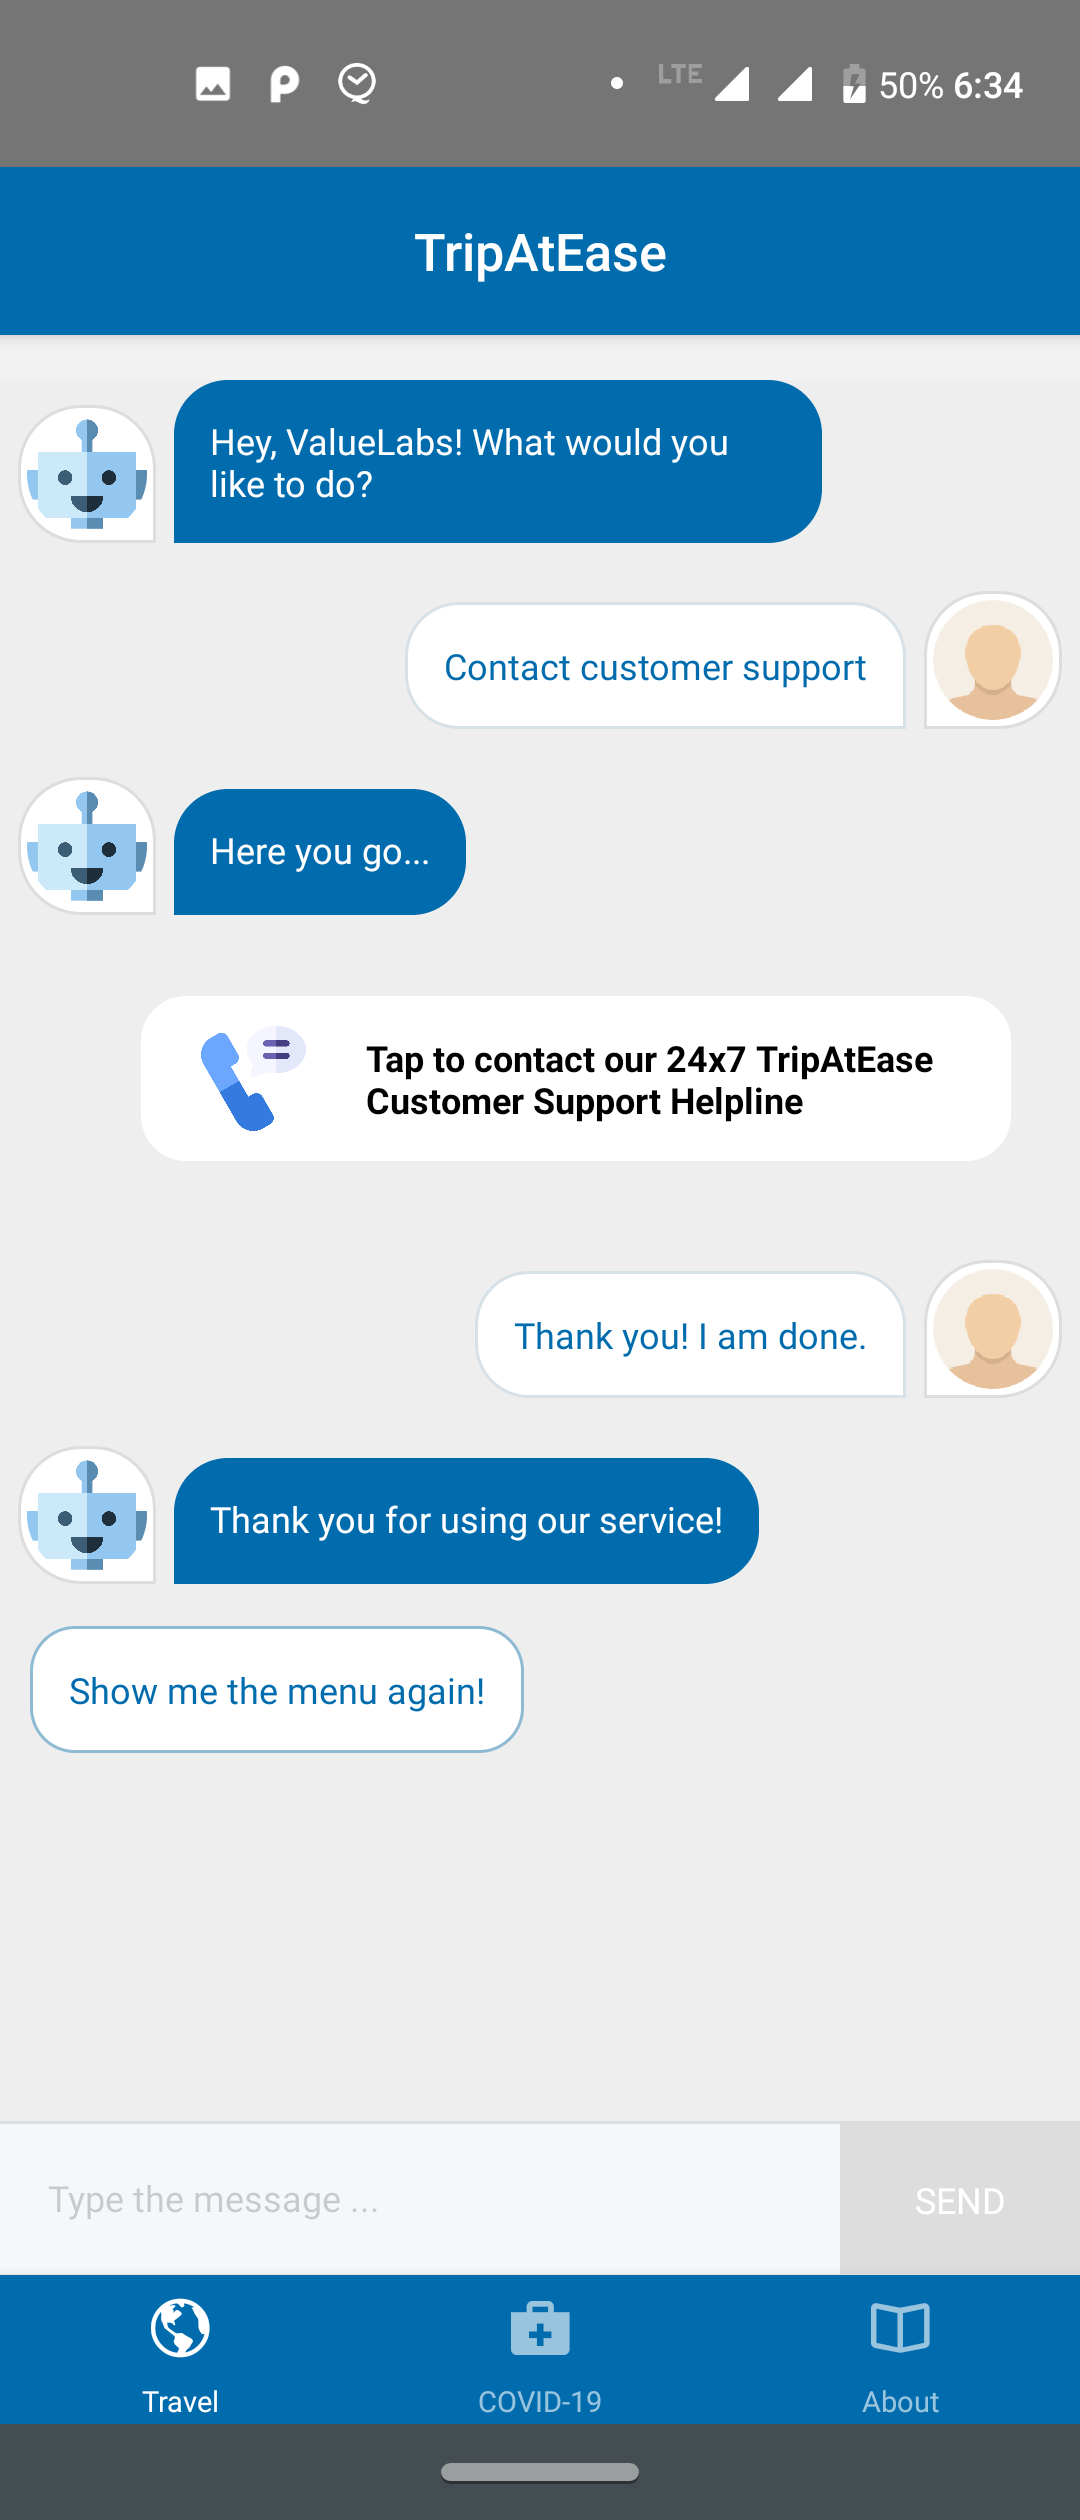 LTE 50% 6:34
TripAtEase
Hey, ValueLabs! What would you
like to do?
Contact customer support
Here you go...
Tap to contact our 24x7 TripAtEase
Customer Support Helpline
Thank you! I am done.
Thank you for using our service!
Show me the menu again!
Type the message ...
SEND
Travel
COVID-19
About